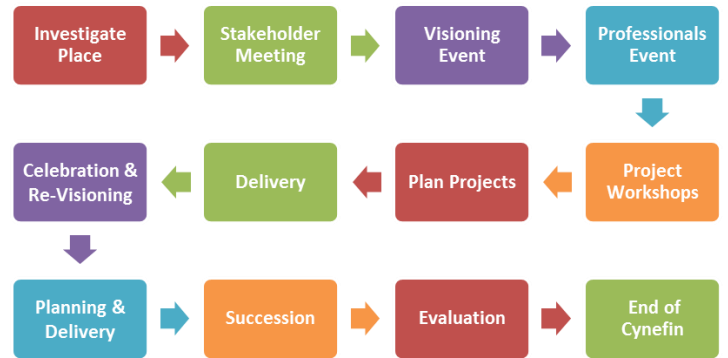 Investigate
Place
Stakeholder
Meeting
Visioning
Event
Professionals
Event
Project
Workshops
Plan Projects
Delivery
Celebration &
Re-Visioning
Planning &
Delivery
Succession
Evaluation
End of
Cynefin